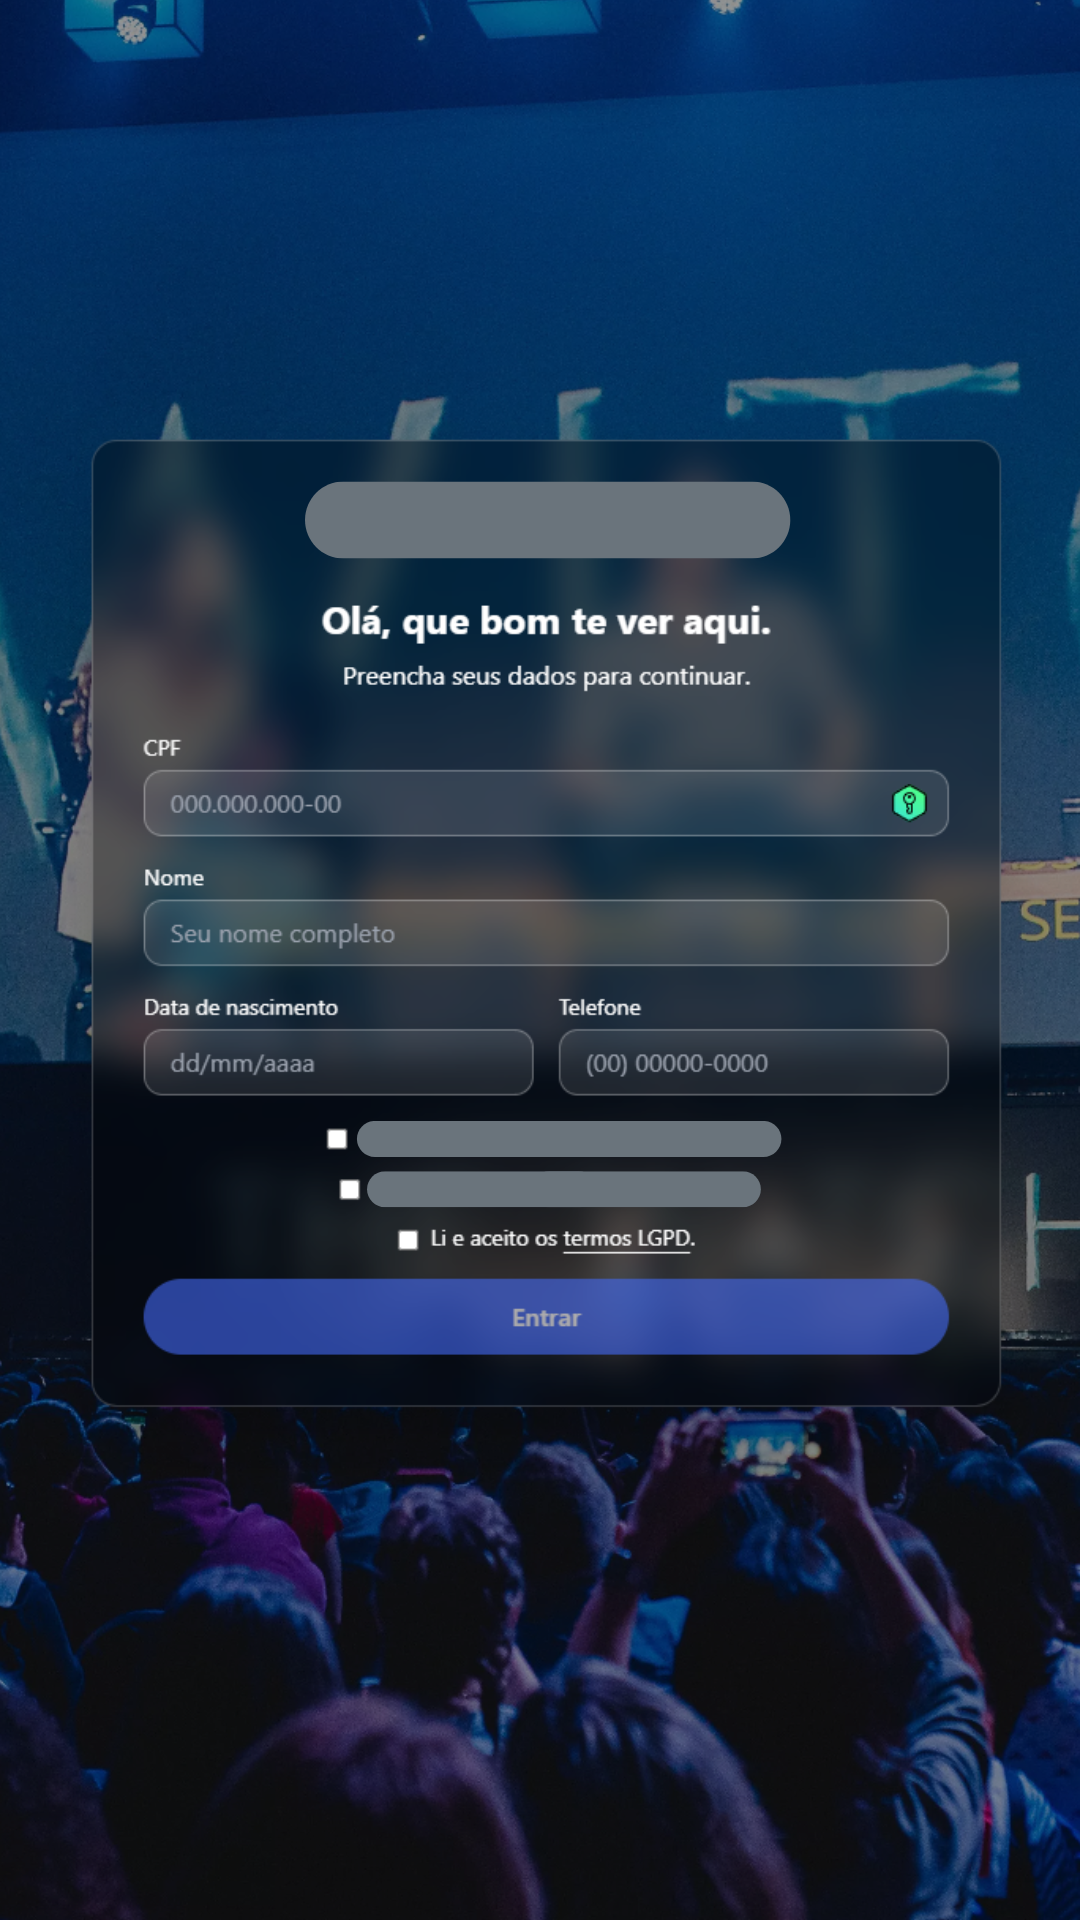 Olá, que bom te ver aqui.
Preencha seus dados para continuar.
CPF
000.000.000-00
Nome
Seu nome completo
SE
Data de nascimento
Telefone
dd/mm/aaaa
(00) 00000-0000
Li e aceito os termos LGPD.
H
Entrar